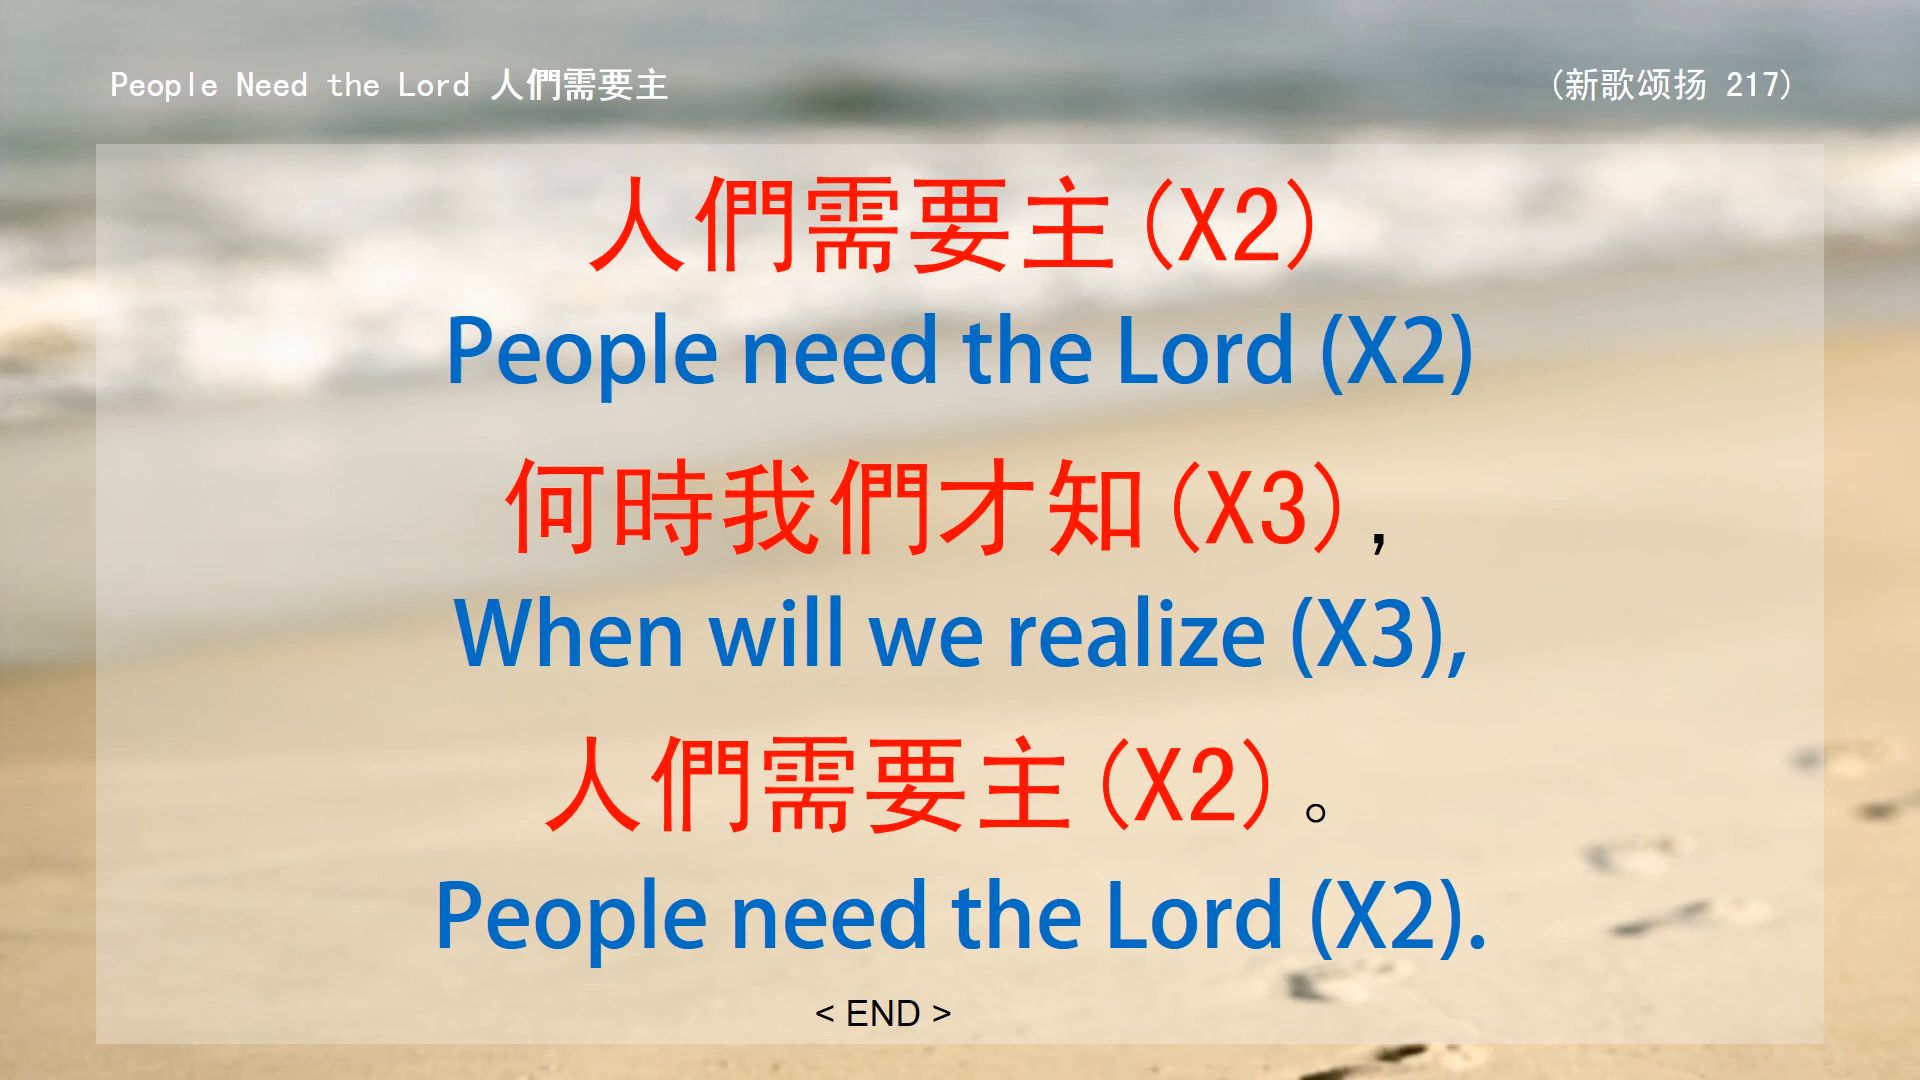 People Need the Lord 人們需要主 (新歌颂扬 217)
人們需要主(X2)
People need the Lord (X2)
何時我們才知(X3),
When will we realize (X3),
人們需要主(X2)。
People need the Lord (X2).
< END >